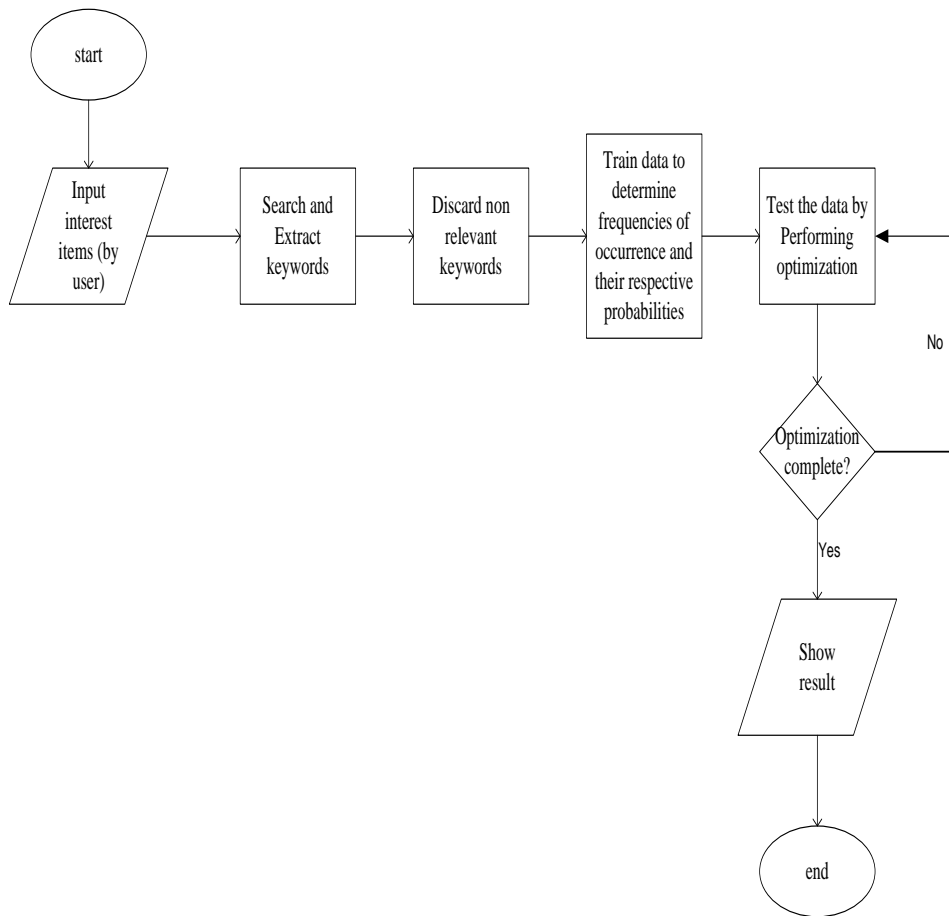 start
Input
interest
items (by
user)
Search and
Extract
keywords
Discard non
relevant
keywords
Train data to
determine
frequencies of
occurrence and
their respective
probabilities
Test the data by
Performing
optimization
No
Optimization
complete?
Yes
Show
result
end